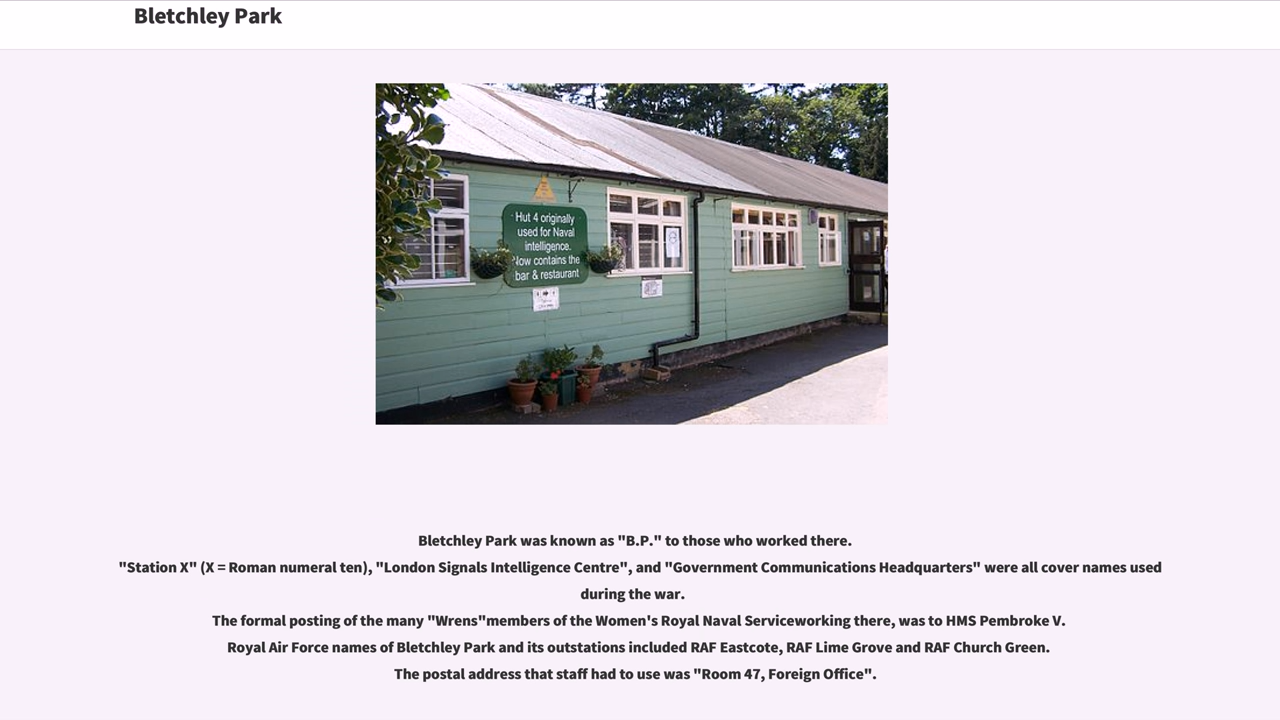 Bletchley Park
Hut 4 originally
used for Naval
intelligence.
Now contains the
bar & restaurant
Bletchley Park was known as "B.P." to those who worked there.
"Station X" (X = Roman numeral ten), "London Signals Intelligence Centre", and "Government Communications Headquarters" were all cover names used
during the war.
The formal posting of the many "Wrens"members of the Women's Royal Naval Serviceworking there, was to HMS Pembroke V.
Royal Air Force names of Bletchley Park and its outstations included RAF Eastcote, RAF Lime Grove and RAF Church Green.
The postal address that staff had to use was "Room 47, Foreign Office".